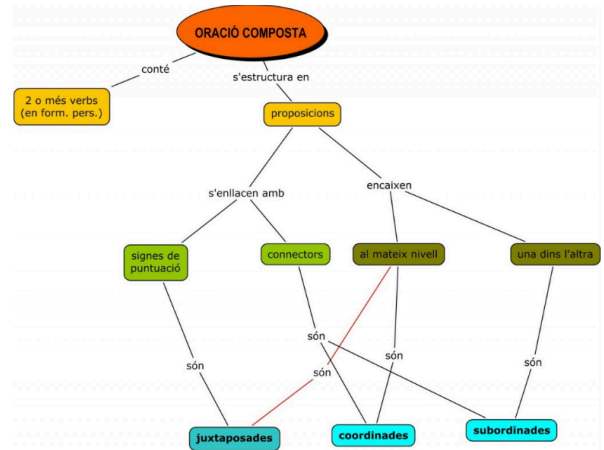 ORACIÓ COMPOSTA
conté
s'estructura en
2 o més verbs
(en form. pers.)
proposicions
s'enllacen amb
encaixen
signes de
puntuació
connectors
al mateix nivell
una dins l'altra
són
són
són
són
són
juxtaposades
coordinades
subordinades